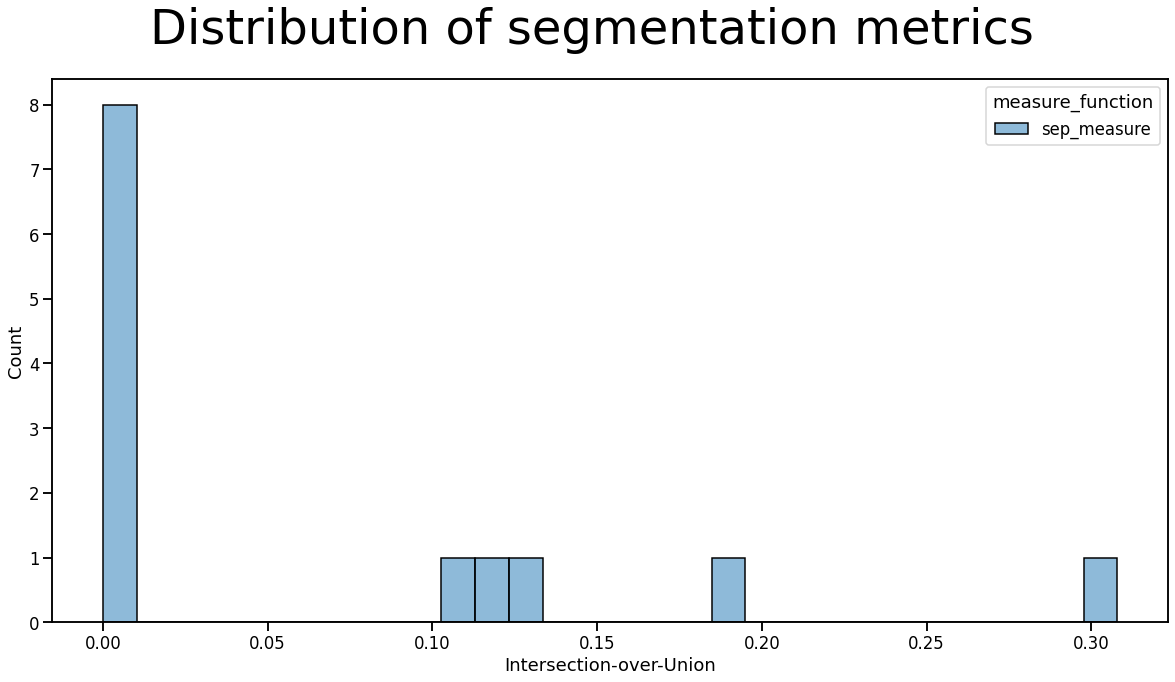 Distribution of segmentation metrics
measure_function
sep_measure
8
7
6
5
4
3
2
1
0
Count
0.00 0.05 0.10 0.15 0.20 0.25 0.30
Intersection-over-Union